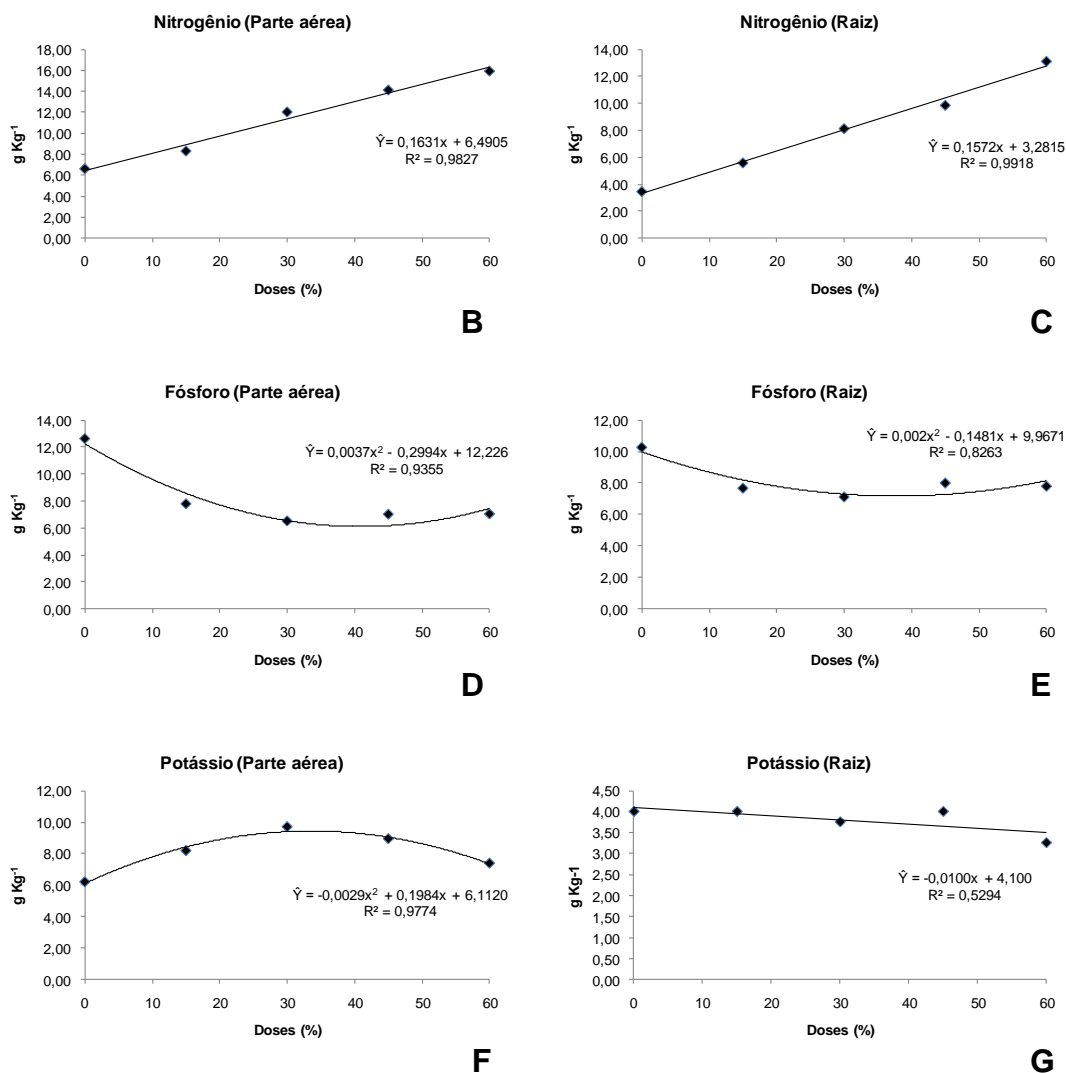 Nitrogênio (Parte aérea)
18,00
16,00
14,00
12,00
10,00
8,00
6,00
4,00
2,00
0,00
g Kg-1
Ŷ= 0,1631x + 6,4905
R² = 0,9827
0 10 20 30 40 50 60
Doses (%)
B
Nitrogênio (Raiz)
14,00
12,00
10,00
8,00
6,00
4,00
2,00
0,00
g Kg-1
Ŷ = 0,1572x + 3,2815
R² = 0,9918
0 10 20 30 40 50 60
Doses (%)
C
Fósforo (Parte aérea)
14,00
12,00
10,00
8,00
6,00
4,00
2,00
0,00
g Kg-1
Ŷ= 0,0037x² - 0,2994x + 12,226
R² = 0,9355
0 10 20 30 40 50 60
Doses (%)
D
Fósforo (Raiz)
12,00
10,00
8,00
6,00
4,00
2,00
0,00
g Kg-1
Ŷ = 0,002x² - 0,1481x + 9,9671
R² = 0,8263
0 10 20 30 40 50 60
Doses (%)
E
Potássio (Parte aérea)
12,00
10,00
8,00
6,00
4,00
2,00
0,00
g Kg-1
Ŷ = -0,0029x² + 0,1984x + 6,1120
R² = 0,9774
0 10 20 30 40 50 60
Doses (%)
F
Potássio (Raiz)
4,50
4,00
3,50
3,00
2,50
2,00
1,50
1,00
0,50
0,00
g Kg-1
Ŷ = -0,0100x + 4,100
R² = 0,5294
0 10 20 30 40 50 60
Doses (%)
G